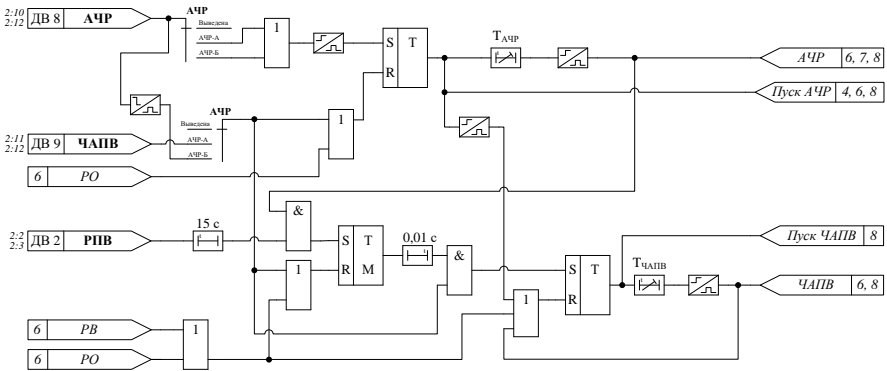 2:10
2:12
ДВ 8 АЧР
АЧР
Выведена
АЧР-А
АЧР-Б
1
S T
R
TАЧР
АЧР 6, 7, 8
Пуск АЧР 4, 6, 8
АЧР
Выведена
АЧР-А
АЧР-Б
1
2:11
2:12
ДВ 9 ЧАПВ
6 РО
2:2
2:3
ДВ 2 РПВ
15 с
&
S T
R М
1
0,01 с
&
S T
R
1
Пуск ЧАПВ 8
TЧАПВ
ЧАПВ 6, 8
6 РВ
1
6 РО